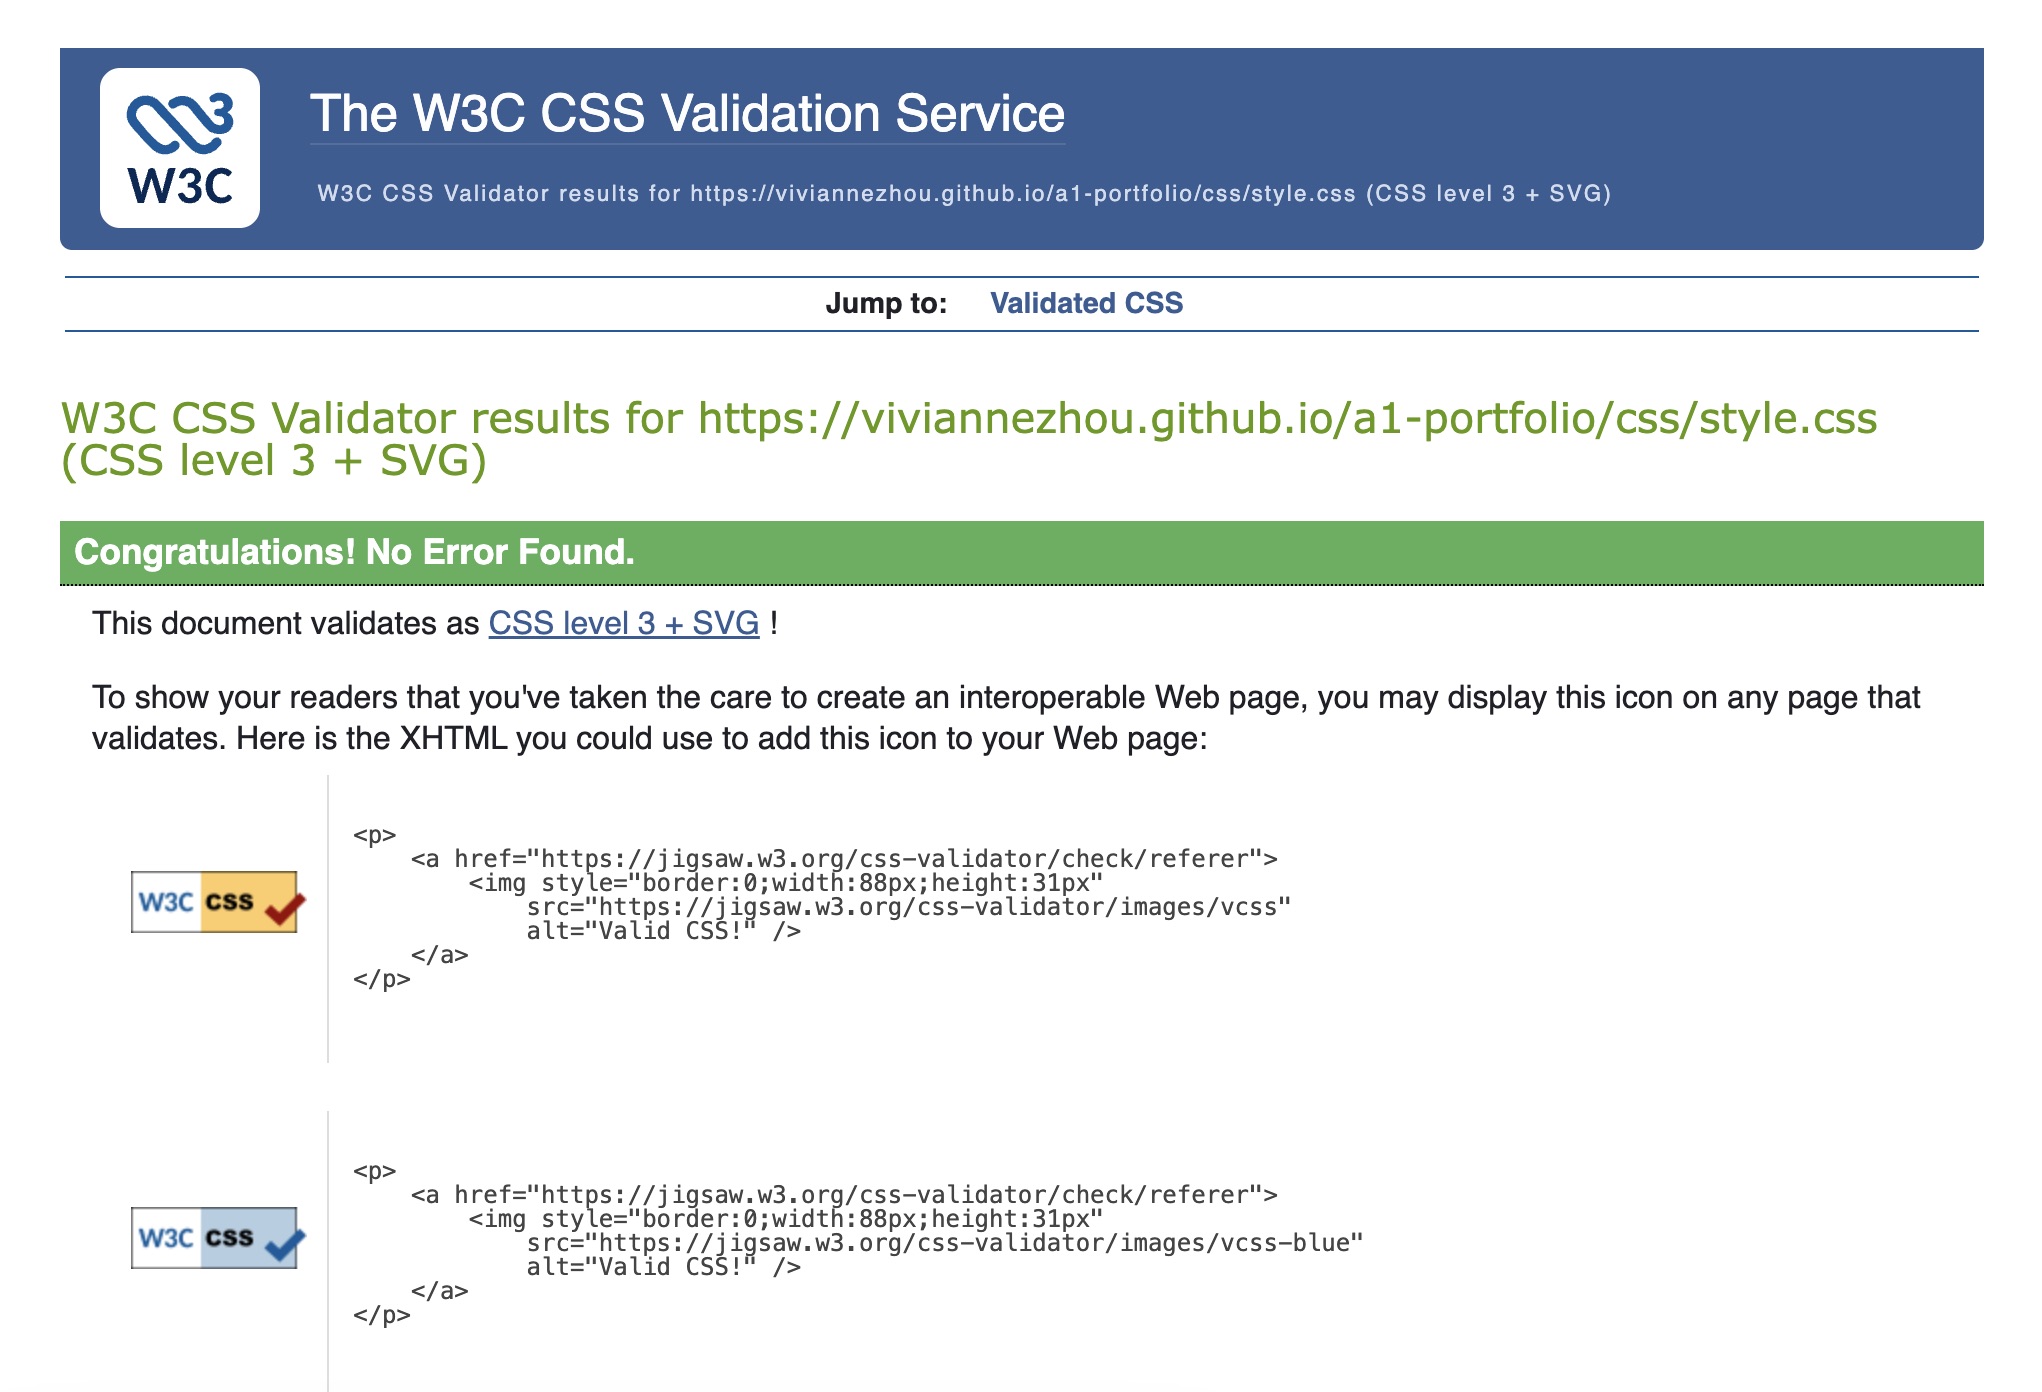 W3C
The W3C CSS Validation Service
W3C CSS Validator results for https://viviannezhou.github.io/a1-portfolio/css/style.css (CSS level 3 + SVG)
Jump to: Validated CSS
W3C CSS Validator results for https://viviannezhou.github.io/a1-portfolio/css/style.css
(CSS level 3 + SVG)
Congratulations! No Error Found.
This document validates as CSS level 3 + SVG !
To show your readers that you've taken the care to create an interoperable Web page, you may display this icon on any page that
validates. Here is the XHTML you could use to add this icon to your Web page:
W3C css
<p>
    <a href="https://jigsaw.w3.org/css-validator/check/referer">
        <img style="border:0;width:88px;height:31px"
            src="https://jigsaw.w3.org/css-validator/images/vcss"
            alt="Valid CSS!" />
    </a>
</p>
W3C css
<p>
    <a href="https://jigsaw.w3.org/css-validator/check/referer">
        <img style="border:0;width:88px;height:31px"
            src="https://jigsaw.w3.org/css-validator/images/vcss-blue"
            alt="Valid CSS!" />
    </a>
</p>